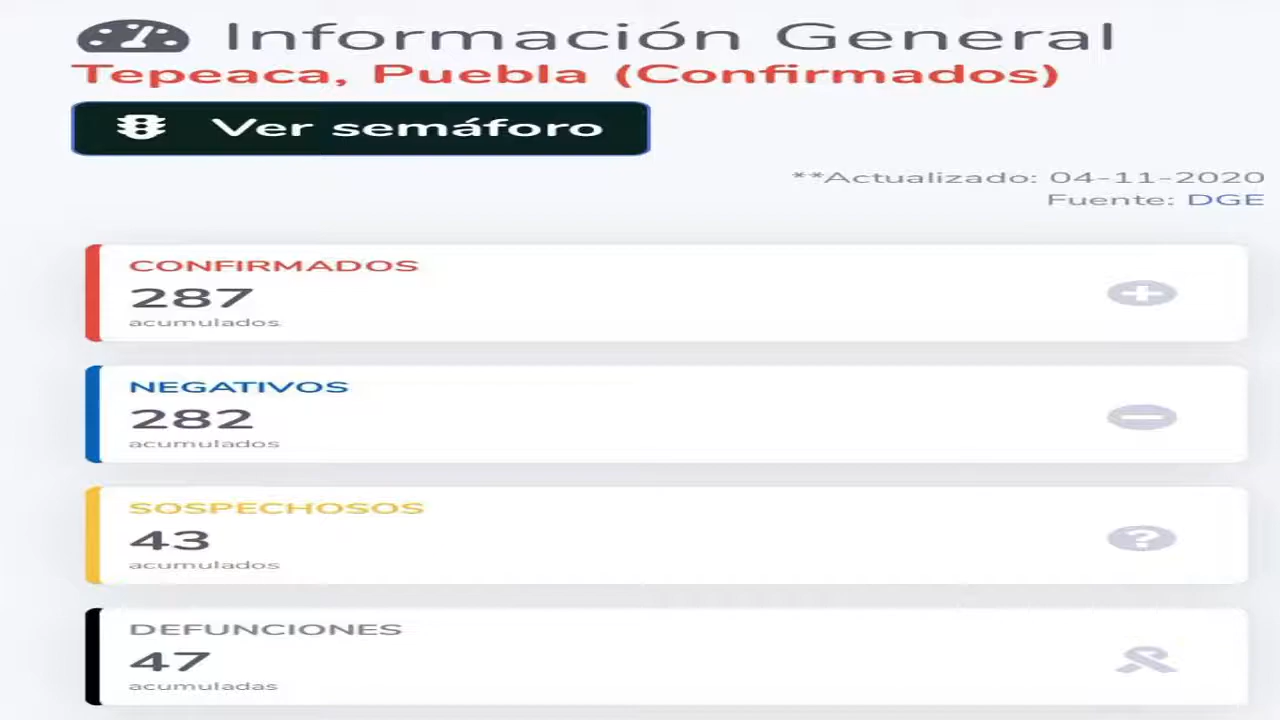 Información General
Tepeaca, Puebla (Confirmados)
Ver semáforo
**Actualizado: 04-11-2020
Fuente: DGE
CONFIRMADOS
287
acumulados
NEGATIVOS
282
acumulados
SOSPECHOSOS
43
acumulados
DEFUNCIONES
47
acumuladas